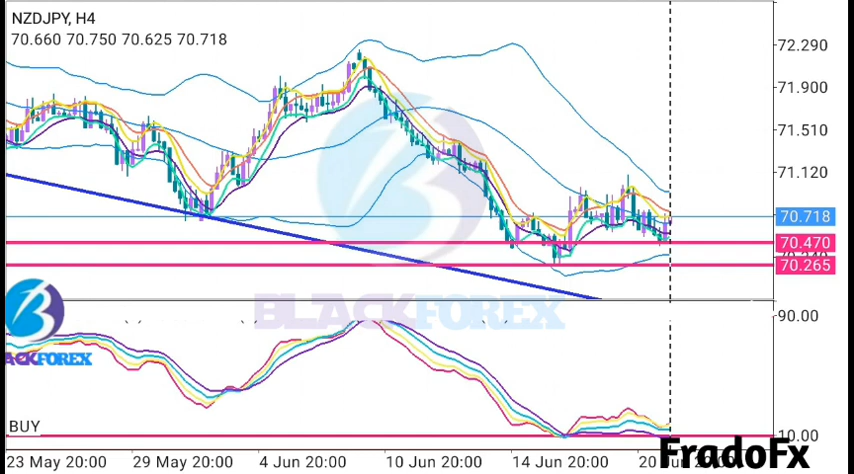 NZDJPY, H4
70.660 70.750 70.625 70.718
72.290
71.900
71.510
71.120
70.718
70.470
70.265
BLACKFOREX
90.00
ACKFOREX
BUY
10.00
FradoFx
23 May 20:00 29 May 20:00 4 Jun 20:00 10 Jun 20:00 14 Jun 20:00 20